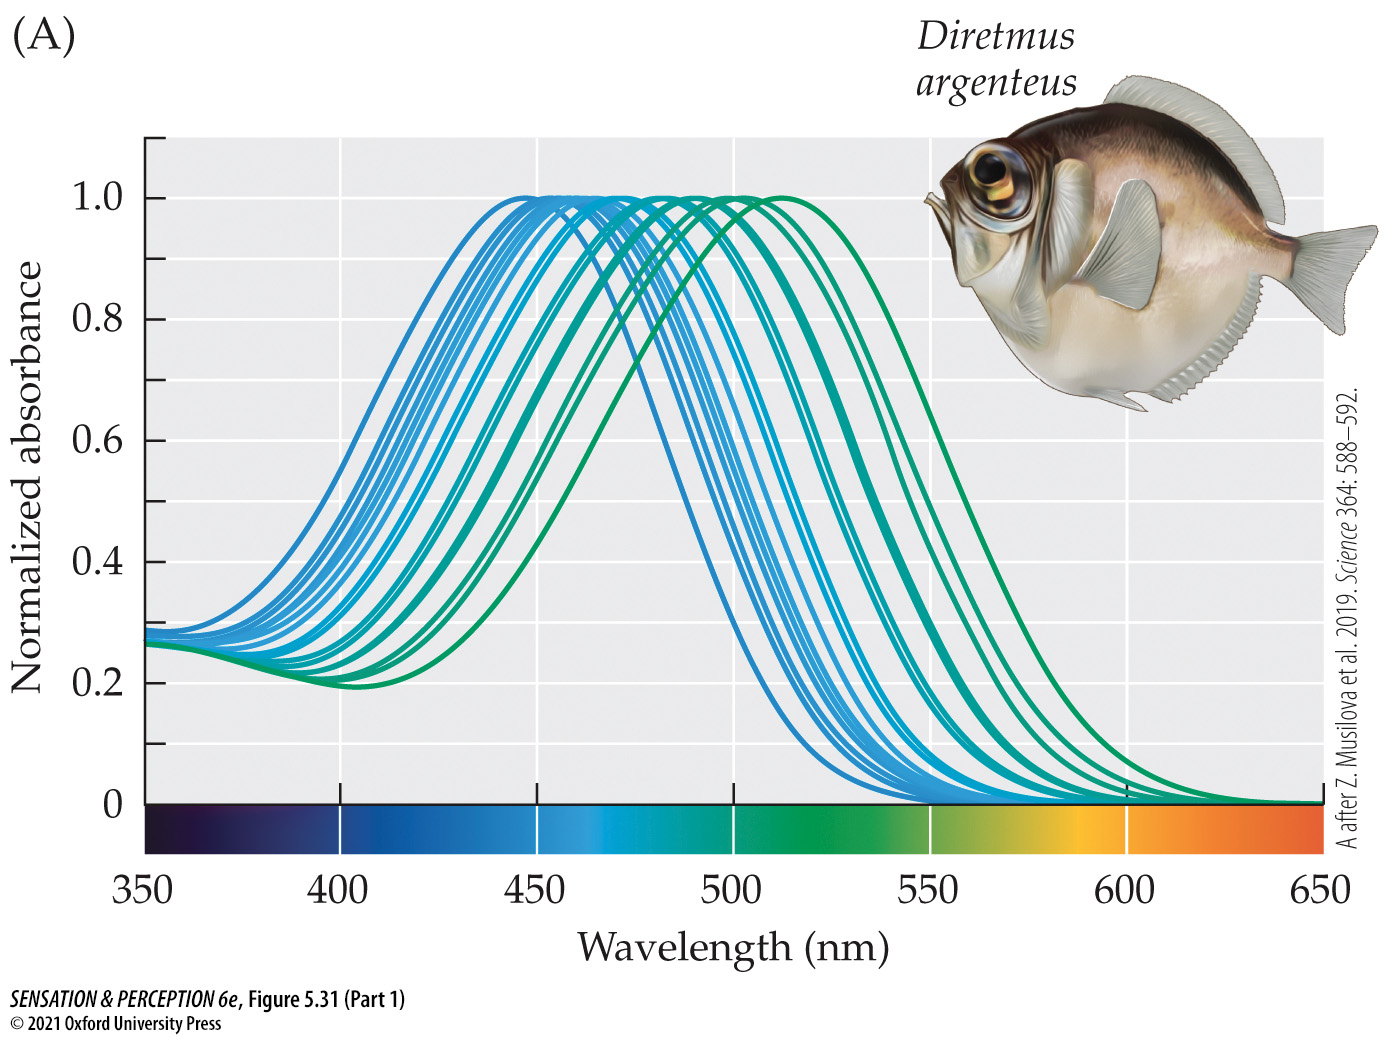 (A)
Diretmus
argenteus
Normalized absorbance
1.0
0.8
0.6
0.4
0.2
0
350 400 450 500 550 600 650
Wavelength (nm)
A after Z. Musilova et al. 2019. Science 364: 588–592.
SENSATION & PERCEPTION 6e, Figure 5.31 (Part 1)
© 2021 Oxford University Press